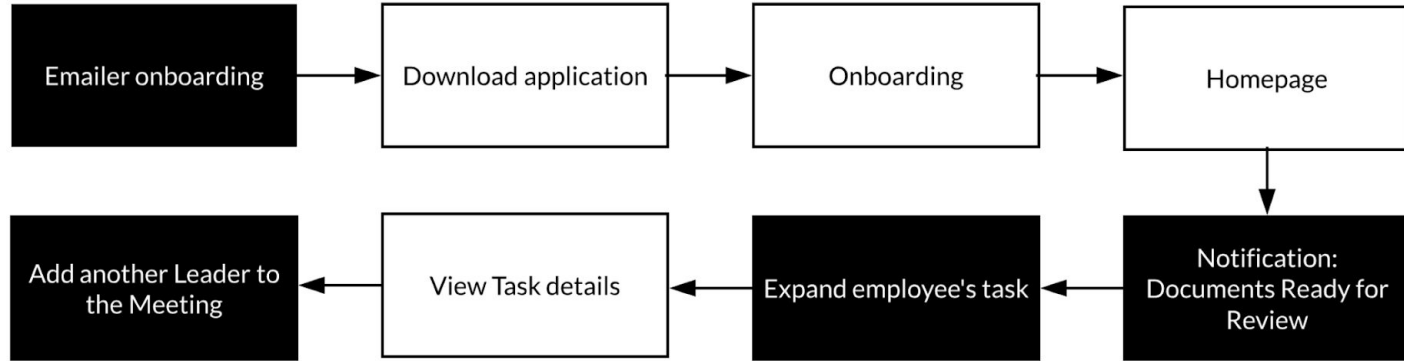 Emailer onboarding
Download application
Onboarding
Homepage
Notification:
Documents Ready for
Review
Expand employee's task
View Task details
Add another Leader to
the Meeting